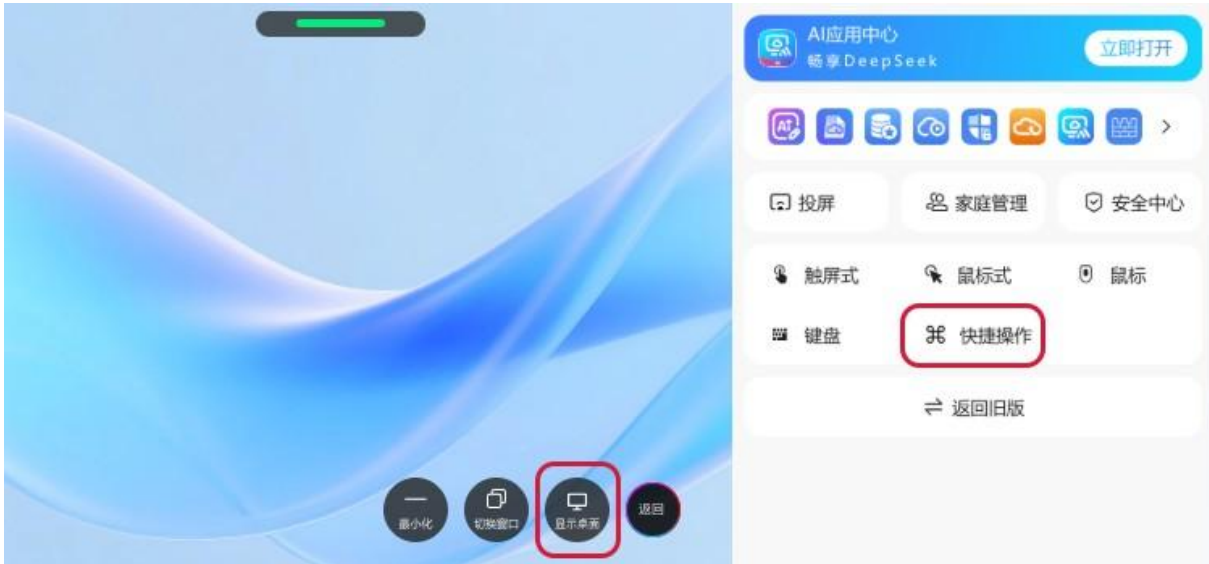 最小化
切换窗口
显示桌面
返回
AI应用中心
畅享DeepSeek
立即打开
投屏
家庭管理
安全中心
触屏式
鼠标式
鼠标
键盘
快捷操作
返回旧版